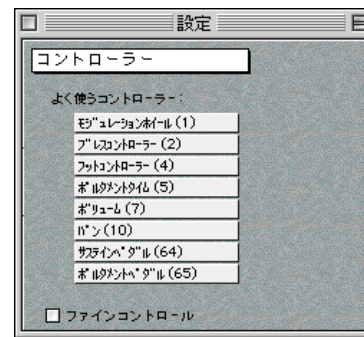 設定
コントローラー
よく使うコントローラー:
ﾓｼﾞｭﾚｰｼｮﾝﾎｲｰﾙ(1)
ﾌﾞﾚｽｺﾝﾄﾛｰﾗｰ(2)
ﾌｯﾄｺﾝﾄﾛｰﾗｰ(4)
ﾎﾟﾙﾀﾒﾝﾄﾀｲﾑ(5)
ﾎﾞﾘｭｰﾑ(7)
ﾊﾟﾝ(10)
ｻｽﾃｲﾝﾍﾟﾀﾞﾙ(64)
ﾎﾟﾙﾀﾒﾝﾄﾍﾟﾀﾞﾙ(65)
ファインコントロール